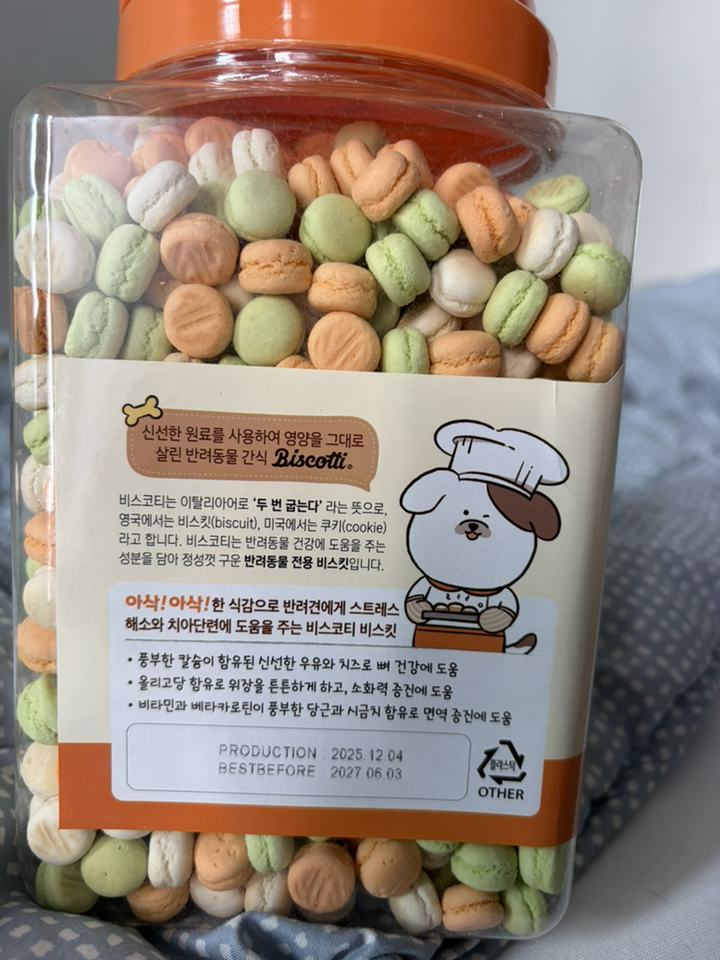 신선한 원료를 사용하여 영양을 그대로
살린 반려동물 간식 Biscotti
비스코티는 이탈리아어로 '두 번 굽는다' 라는 뜻으로,
영국에서는 비스킷(biscuit), 미국에서는 쿠키(cookie)
라고 합니다. 비스코티는 반려동물 건강에 도움을 주는
성분을 담아 정성껏 구운 반려동물 전용 비스킷입니다.
아삭! 아삭! 한 식감으로 반려견에게 스트레스
해소와 치아단련에 도움을 주는 비스코티 비스킷
• 풍부한 칼슘이 함유된 신선한 우유와 치즈로 뼈 건강에 도움
• 올리고당 함유로 위장을 튼튼하게 하고, 소화력 증진에 도움
• 비타민과 베타카로틴이 풍부한 당근과 시금치 함유로 면역 증진에 도움
PRODUCTION : 2025.12.04
BESTBEFORE : 2027.06.03
플라스틱
OTHER